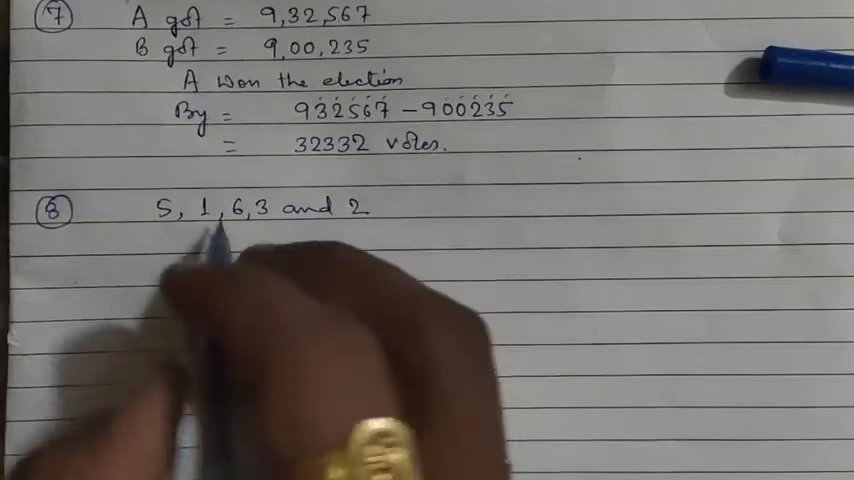 7 A got = 9,32,567
B got = 9,00,235
A won the election
By = 932567 - 900235
= 32332 votes.
8 5, 1, 6, 3 and 2